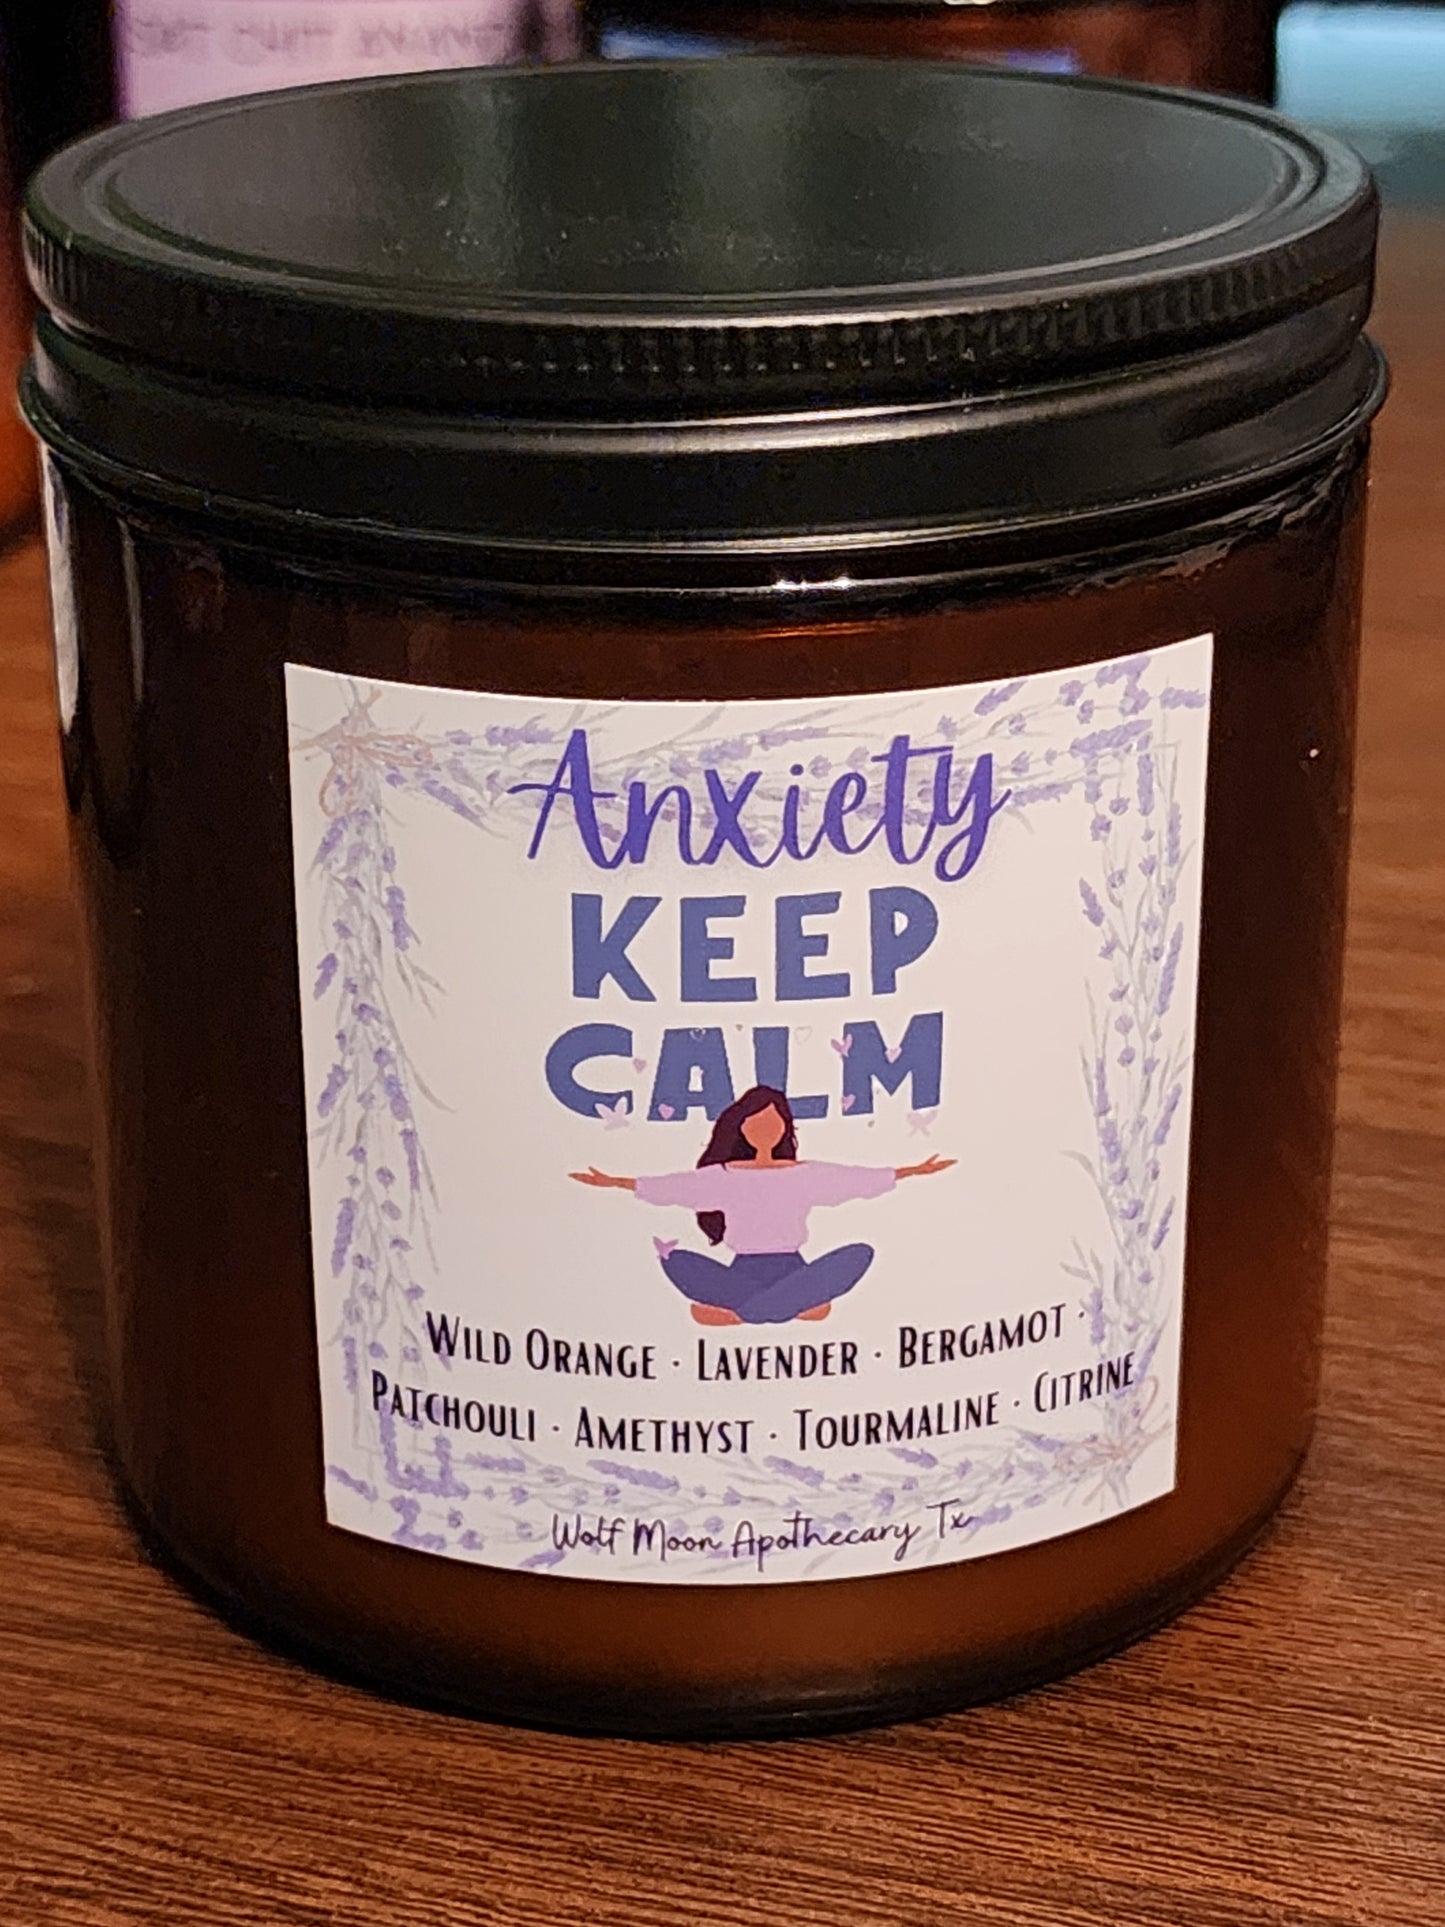 Anxiety
KEEP
CALM
WILD ORANGE · LAVENDER · BERGAMOT ·
PATCHOULI · AMETHYST · TOURMALINE · CITRINE
Wolf Moon Apothecary Tx